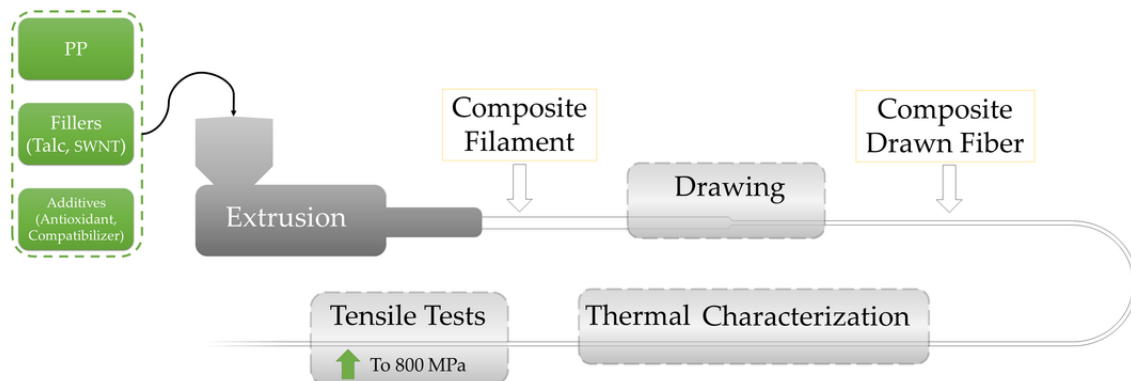 PP
Fillers
(Talc, SWNT)
Additives
(Antioxidant,
Compatibilizer)
Extrusion
Composite
Filament
Drawing
Composite
Drawn Fiber
Thermal Characterization
Tensile Tests
To 800 MPa